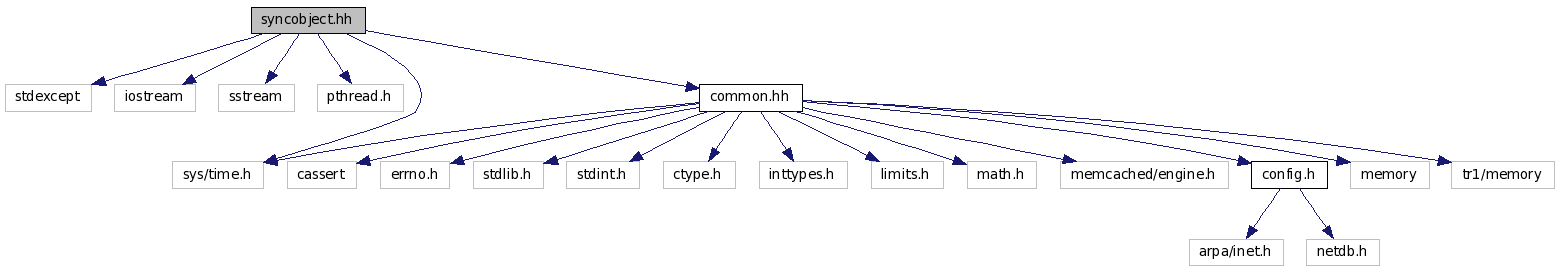 syncobject.hh
stdexcept
iostream
sstream
pthread.h
common.hh
sys/time.h
cassert
errno.h
stdlib.h
stdint.h
ctype.h
inttypes.h
limits.h
math.h
memcached/engine.h
config.h
memory
tr1/memory
arpa/inet.h
netdb.h